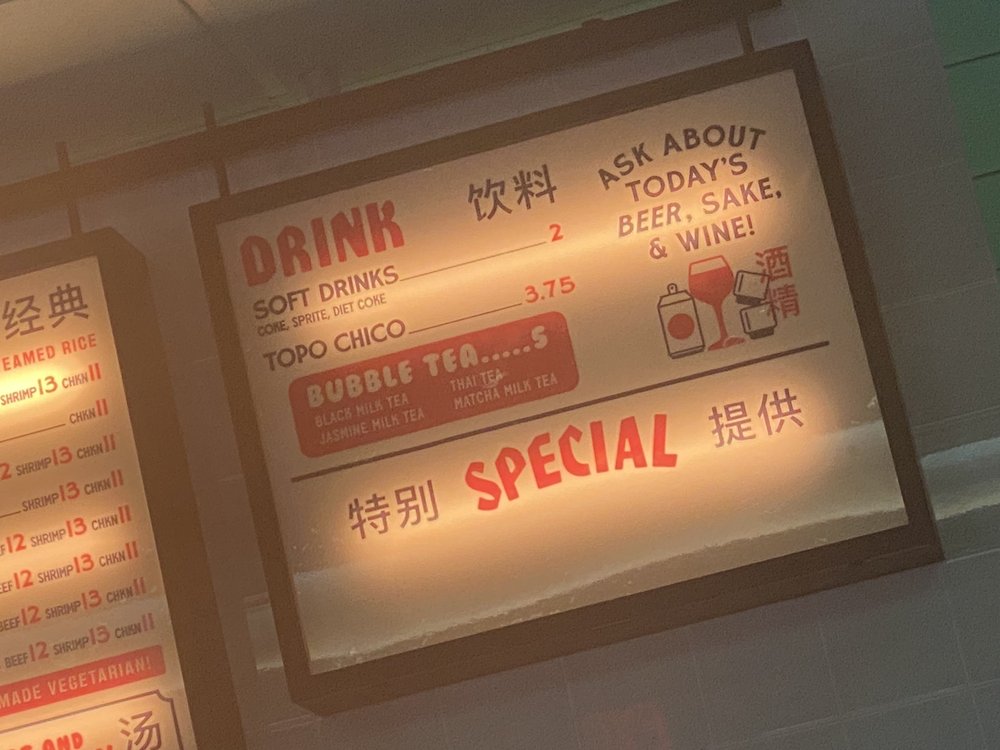 经典
EAMED RICE
SHRIMP 13 CHKN 11
CHKN 11
2 SHRIMP 13 CHKN 11
SHRIMP 13 CHKN 11
EF 12 SHRIMP 13 CHKN 11
EEF 12 SHRIMP 13 CHKN 11
BEEF 12 SHRIMP 13 CHKN 11
BEEF 12 SHRIMP 13 CHKN 11
MADE VEGETARIAN!
AND
汤
DRINK 饮料
SOFT DRINKS 2
COKE, SPRITE, DIET COKE
TOPO CHICO 3.75
BUBBLE TEA.....5
BLACK MILK TEA THAI TEA
JASMINE MILK TEA MATCHA MILK TEA
ASK ABOUT
TODAY'S
BEER, SAKE,
& WINE!
酒精
特别 SPECIAL 提供